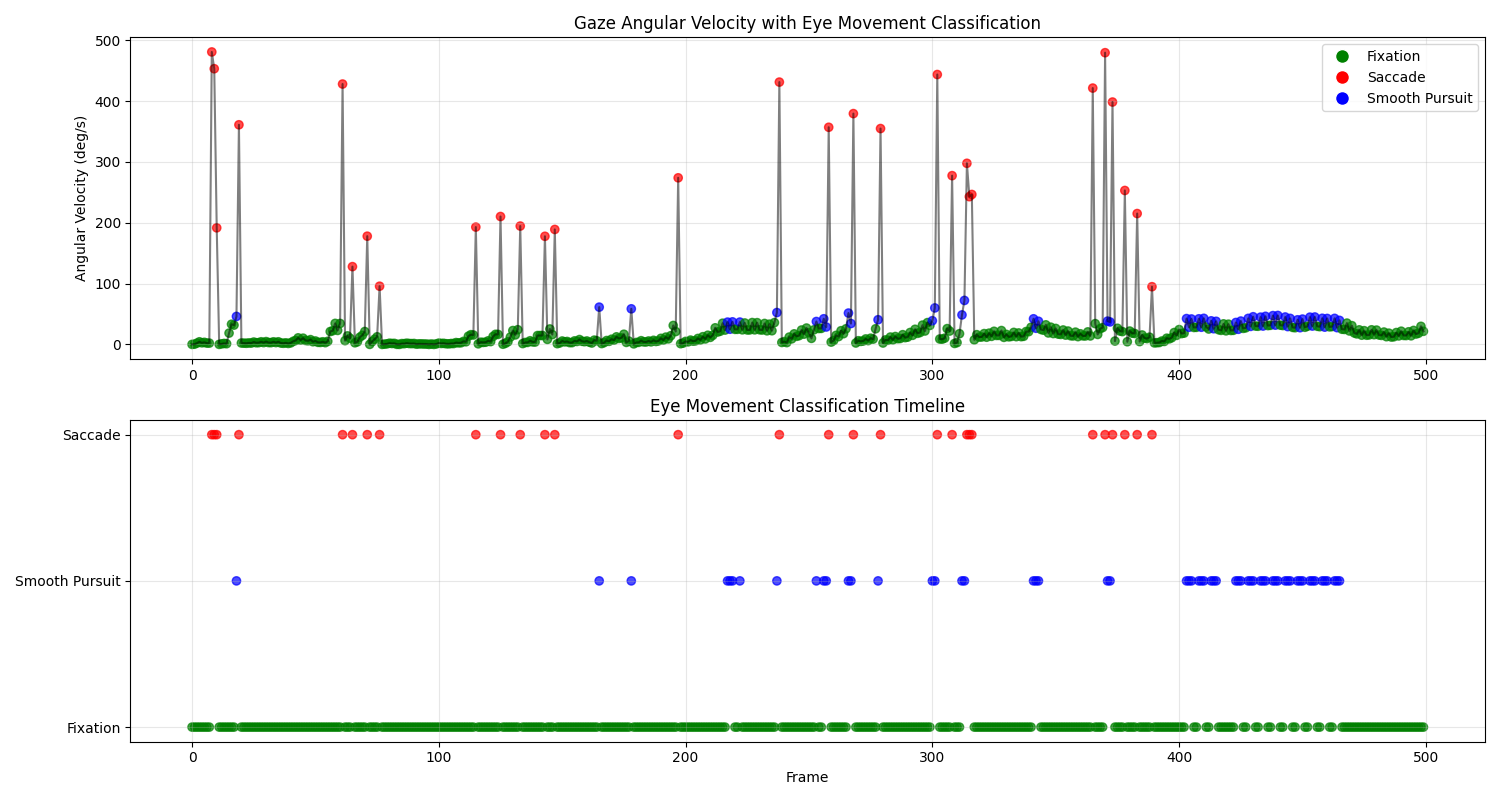 Gaze Angular Velocity with Eye Movement Classification
Angular Velocity (deg/s)
500
400
300
200
100
0
Fixation
Saccade
Smooth Pursuit
0 100 200 300 400 500
Eye Movement Classification Timeline
Saccade
Smooth Pursuit
Fixation
0 100 200 300 400 500
Frame